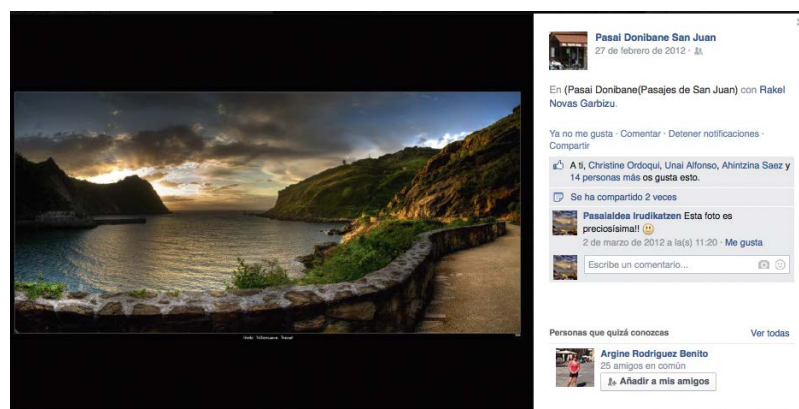 Pasai Donibane San Juan
27 de febrero de 2012 ·
En (Pasai Donibane(Pasajes de San Juan) con Rakel
Novas Garbizu.
Ya no me gusta · Comentar · Detener notificaciones ·
Compartir
A ti, Christine Ordoqui, Unai Alfonso, Ahintzina Saez y
14 personas más os gusta esto.
Se ha compartido 2 veces
Pasaialdea Irudikatzen Esta foto es
preciosísima!!
2 de marzo de 2012 a la(s) 11:20 · Me gusta
Escribe un comentario...
Personas que quizá conozcas Ver todas
Argine Rodriguez Benito
25 amigos en común
Añadir a mis amigos